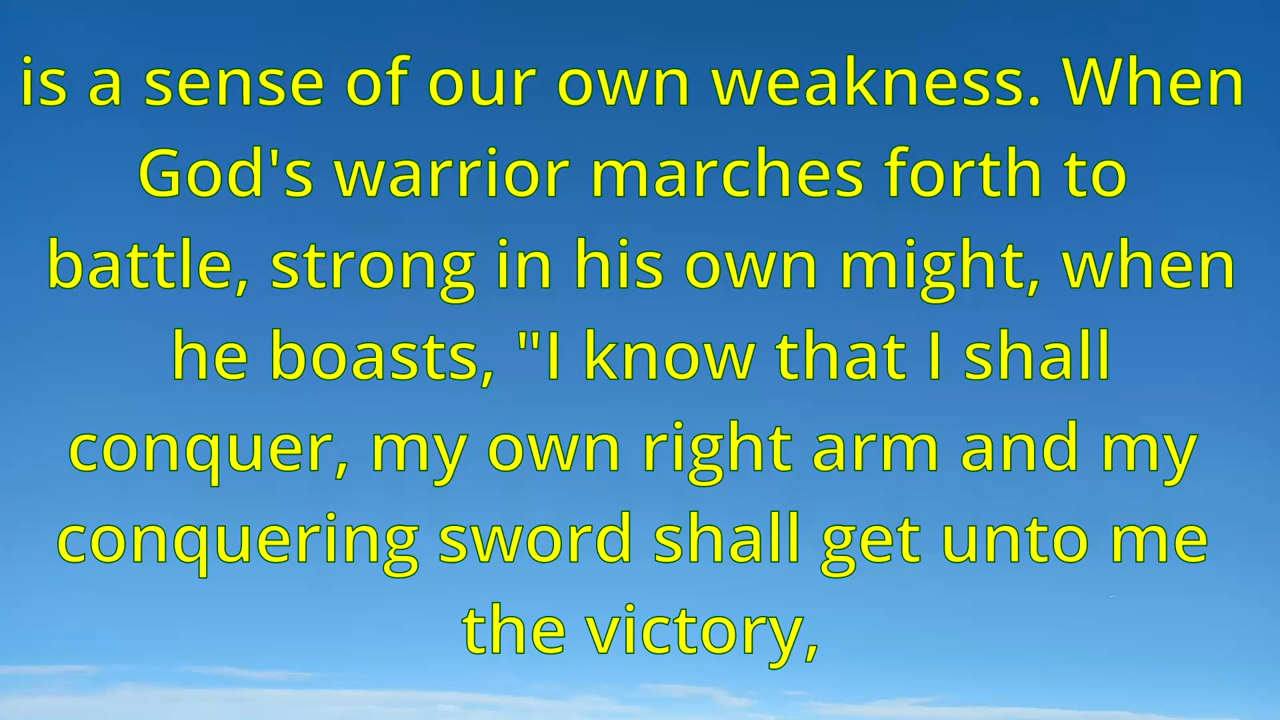 is a sense of our own weakness. When
God's warrior marches forth to
battle, strong in his own might, when
he boasts, "I know that I shall
conquer, my own right arm and my
conquering sword shall get unto me
the victory,